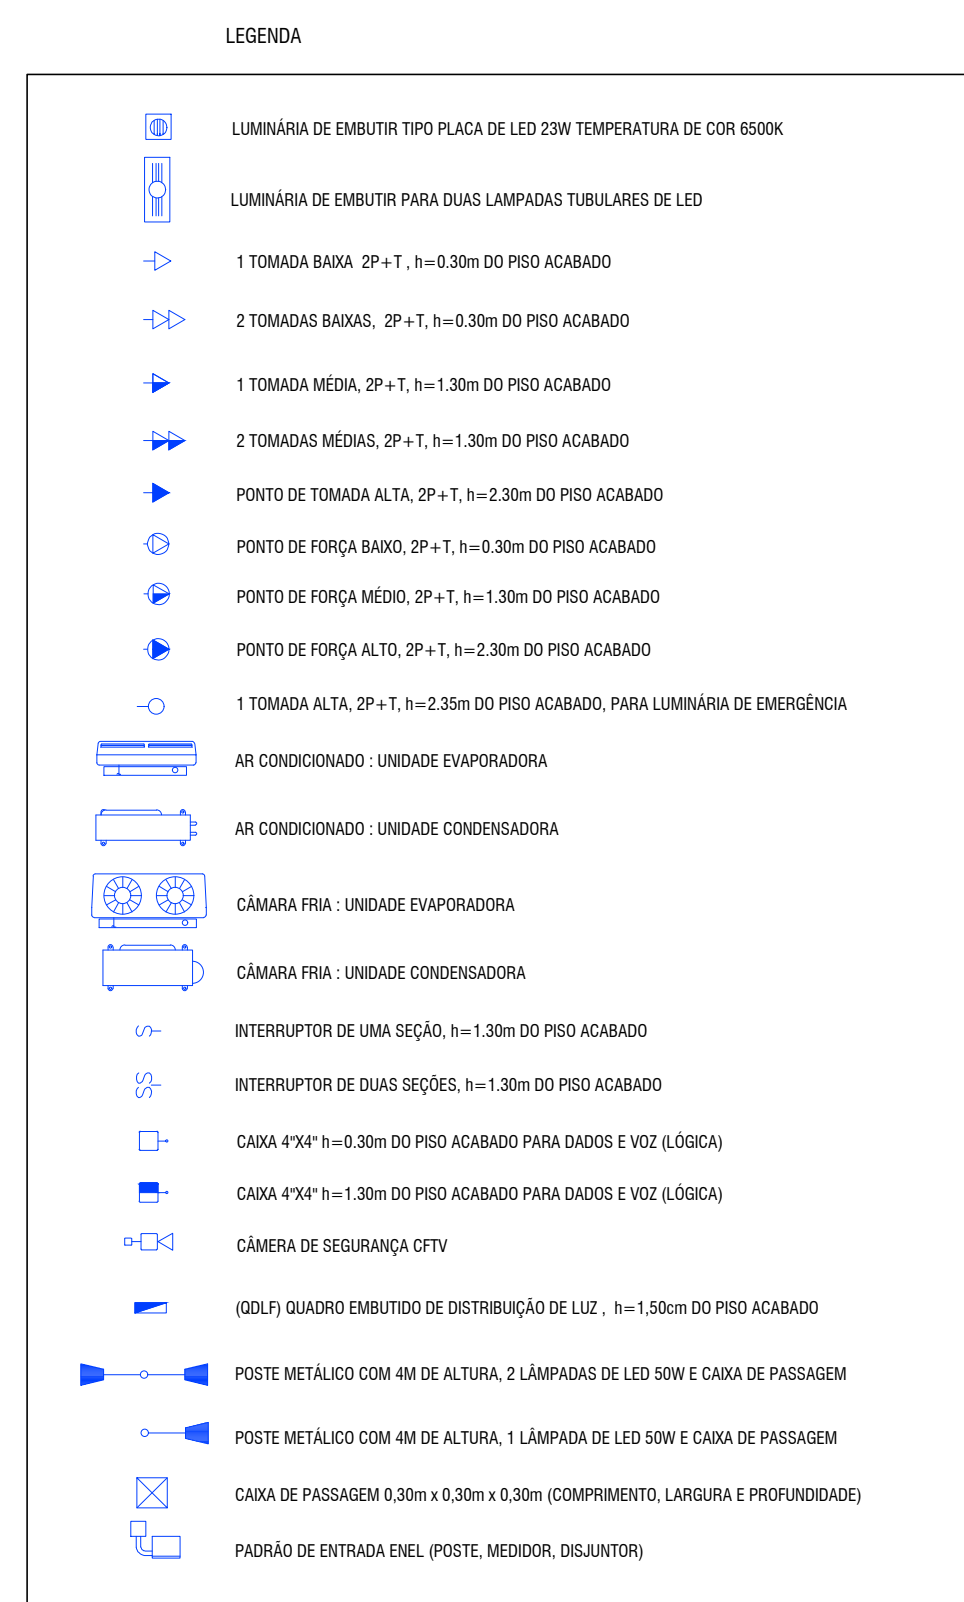 LEGENDA
LUMINÁRIA DE EMBUTIR TIPO PLACA DE LED 23W TEMPERATURA DE COR 6500K
LUMINÁRIA DE EMBUTIR PARA DUAS LAMPADAS TUBULARES DE LED
1 TOMADA BAIXA  2P+T , h=0.30m DO PISO ACABADO
2 TOMADAS BAIXAS,  2P+T, h=0.30m DO PISO ACABADO
1 TOMADA MÉDIA, 2P+T, h=1.30m DO PISO ACABADO
2 TOMADAS MÉDIAS, 2P+T, h=1.30m DO PISO ACABADO
PONTO DE TOMADA ALTA, 2P+T, h=2.30m DO PISO ACABADO
PONTO DE FORÇA BAIXO, 2P+T, h=0.30m DO PISO ACABADO
PONTO DE FORÇA MÉDIO, 2P+T, h=1.30m DO PISO ACABADO
PONTO DE FORÇA ALTO, 2P+T, h=2.30m DO PISO ACABADO
1 TOMADA ALTA, 2P+T, h=2.35m DO PISO ACABADO, PARA LUMINÁRIA DE EMERGÊNCIA
AR CONDICIONADO : UNIDADE EVAPORADORA
AR CONDICIONADO : UNIDADE CONDENSADORA
CÂMARA FRIA : UNIDADE EVAPORADORA
CÂMARA FRIA : UNIDADE CONDENSADORA
INTERRUPTOR DE UMA SEÇÃO, h=1.30m DO PISO ACABADO
INTERRUPTOR DE DUAS SEÇÕES, h=1.30m DO PISO ACABADO
CAIXA 4"X4" h=0.30m DO PISO ACABADO PARA DADOS E VOZ (LÓGICA)
CAIXA 4"X4" h=1.30m DO PISO ACABADO PARA DADOS E VOZ (LÓGICA)
CÂMERA DE SEGURANÇA CFTV
(QDLF) QUADRO EMBUTIDO DE DISTRIBUIÇÃO DE LUZ ,  h=1,50cm DO PISO ACABADO
POSTE METÁLICO COM 4M DE ALTURA, 2 LÂMPADAS DE LED 50W E CAIXA DE PASSAGEM
POSTE METÁLICO COM 4M DE ALTURA, 1 LÂMPADA DE LED 50W E CAIXA DE PASSAGEM
CAIXA DE PASSAGEM 0,30m x 0,30m x 0,30m (COMPRIMENTO, LARGURA E PROFUNDIDADE)
PADRÃO DE ENTRADA ENEL (POSTE, MEDIDOR, DISJUNTOR)